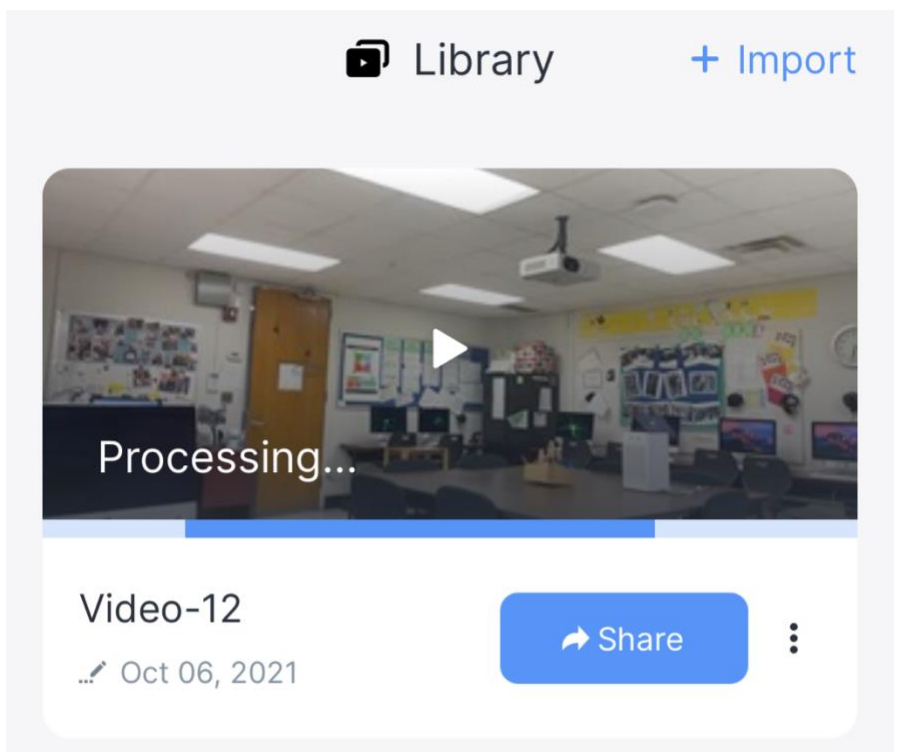 Library
+ Import
Processing...
Video-12
Oct 06, 2021
Share